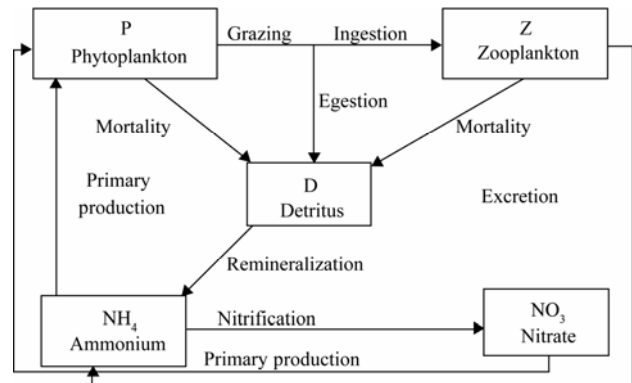 P
Phytoplankton
Grazing
Ingestion
Z
Zooplankton
Egestion
Mortality
Mortality
Primary
production
D
Detritus
Excretion
Remineralization
NH₄
Ammonium
Nitrification
NO₃
Nitrate
Primary production